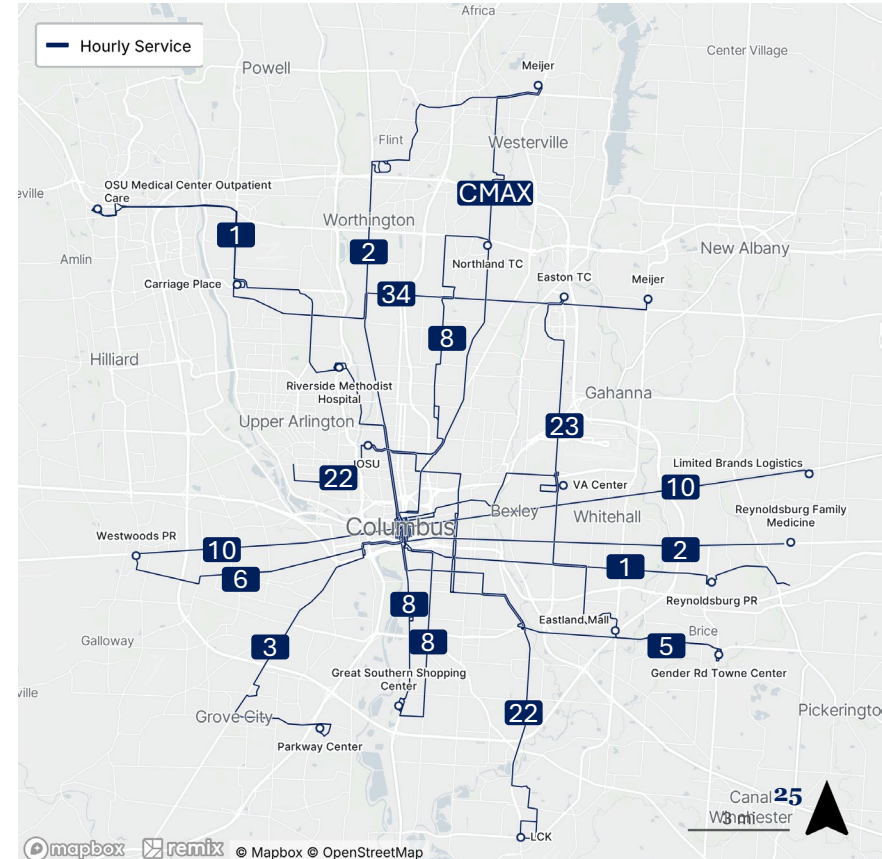 Hourly Service
Africa
Center Village
Powell
Meijer
Flint
Westerville
eville
OSU Medical Center Outpatient
Care
CMAX
Worthington
1
2
New Albany
Amlin
Northland TC
Easton TC
Meijer
Carriage Place
34
8
Hilliard
Riverside Methodist
Hospital
Gahanna
Upper Arlington
23
OSU
Limited Brands Logistics
22
VA Center
10
Bexley
Whitehall
Reynoldsburg Family
Medicine
Columbus
Westwoods PR
10
2
6
1
Reynoldsburg PR
8
Eastland Mall
Brice
Galloway
3
8
5
Great Southern Shopping
Center
Gender Rd Towne Center
ville
Grove City
22
Pickeringto
Parkway Center
Canal
25
Winchester
3 mi
LCK
mapbox
remix
© Mapbox © OpenStreetMap